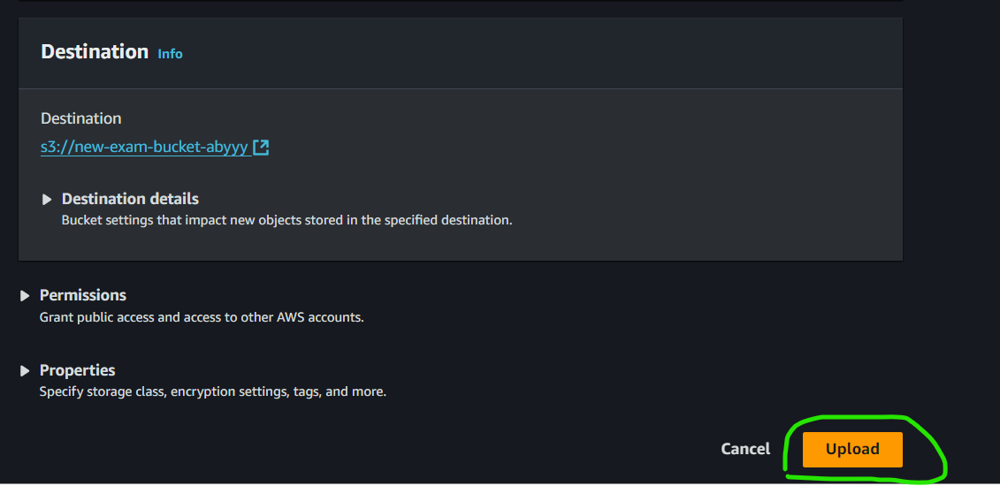 Destination Info
Destination
s3://new-exam-bucket-abyyy
Destination details
Bucket settings that impact new objects stored in the specified destination.
Permissions
Grant public access and access to other AWS accounts.
Properties
Specify storage class, encryption settings, tags, and more.
Cancel Upload